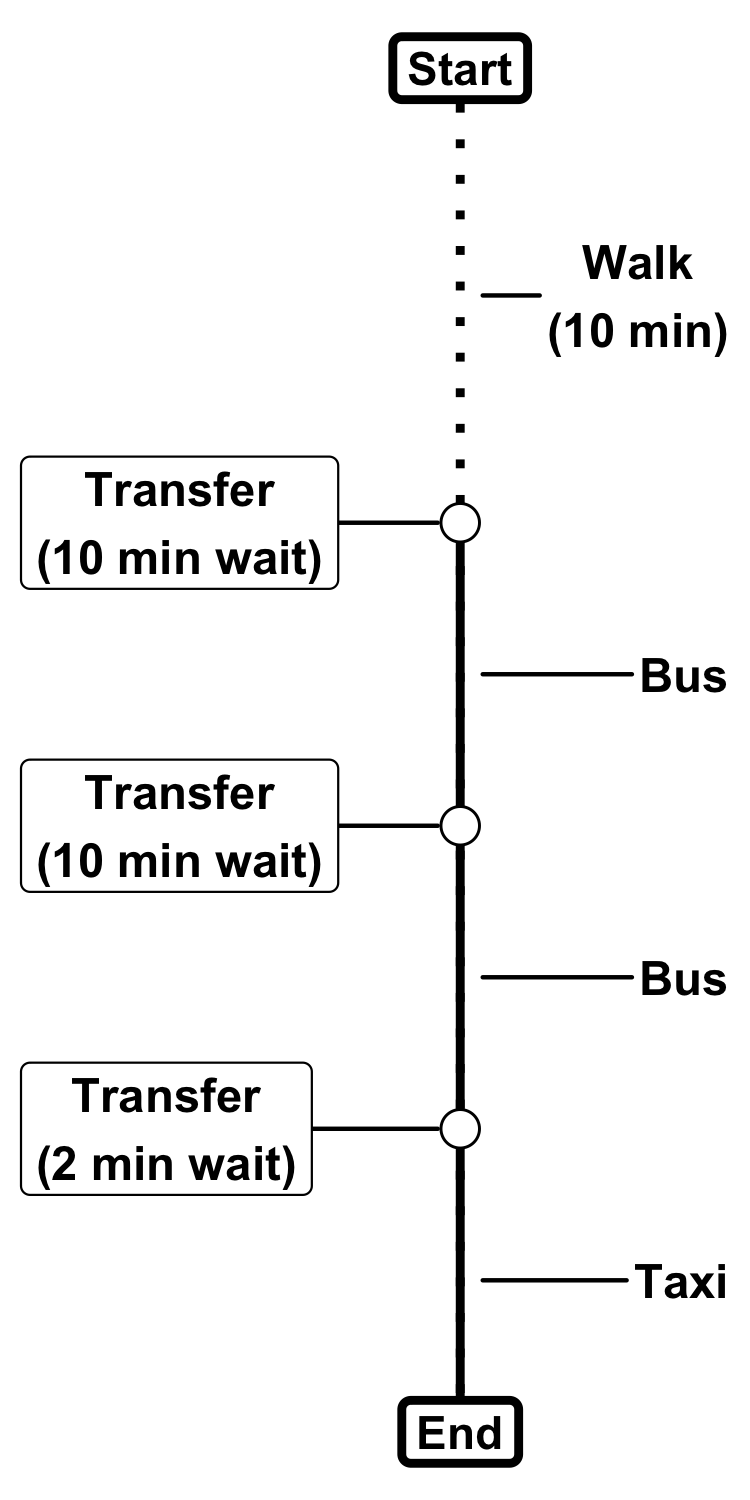 Start
Walk
(10 min)
Transfer
(10 min wait)
Bus
Transfer
(10 min wait)
Bus
Transfer
(2 min wait)
Taxi
End